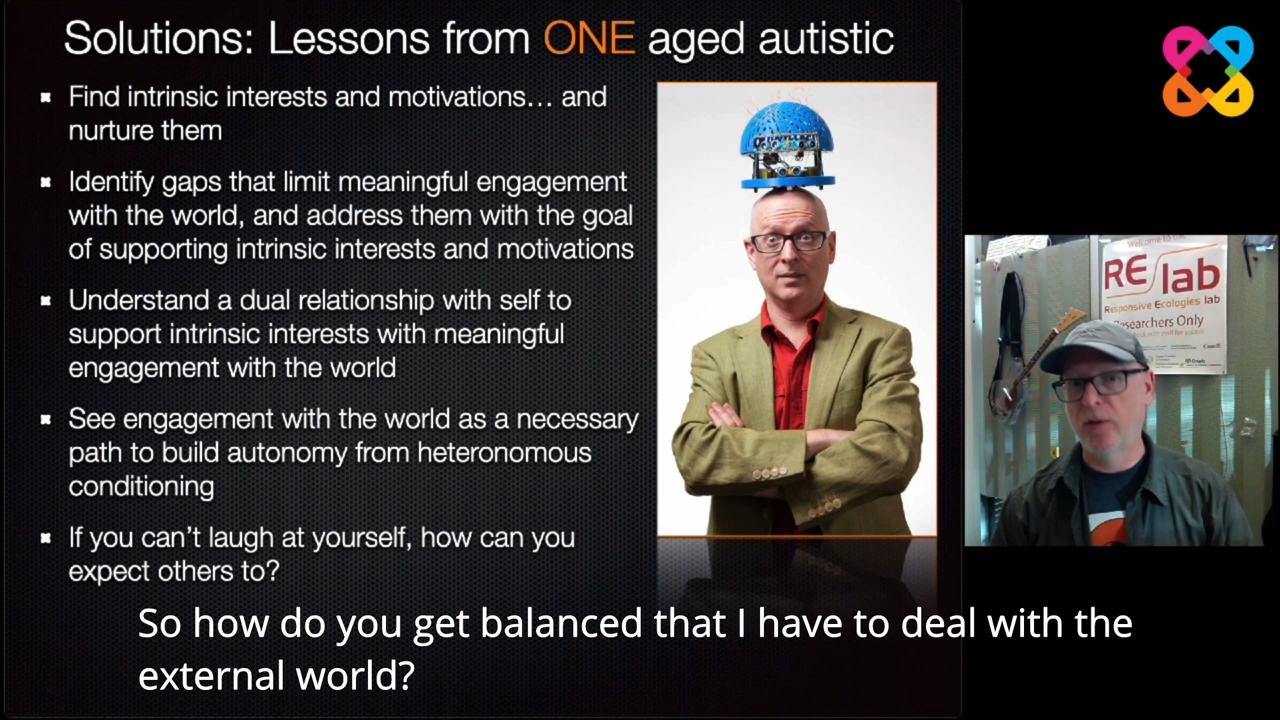 Solutions: Lessons from ONE aged autistic
Find intrinsic interests and motivations… and
nurture them
Identify gaps that limit meaningful engagement
with the world, and address them with the goal
of supporting intrinsic interests and motivations
Understand a dual relationship with self to
support intrinsic interests with meaningful
engagement with the world
See engagement with the world as a necessary
path to build autonomy from heteronomous
conditioning
If you can’t laugh at yourself, how can you
expect others to?
Welcome to the
RE lab
Responsive Ecologies lab
Researchers Only
So how do you get balanced that I have to deal with the
external world?